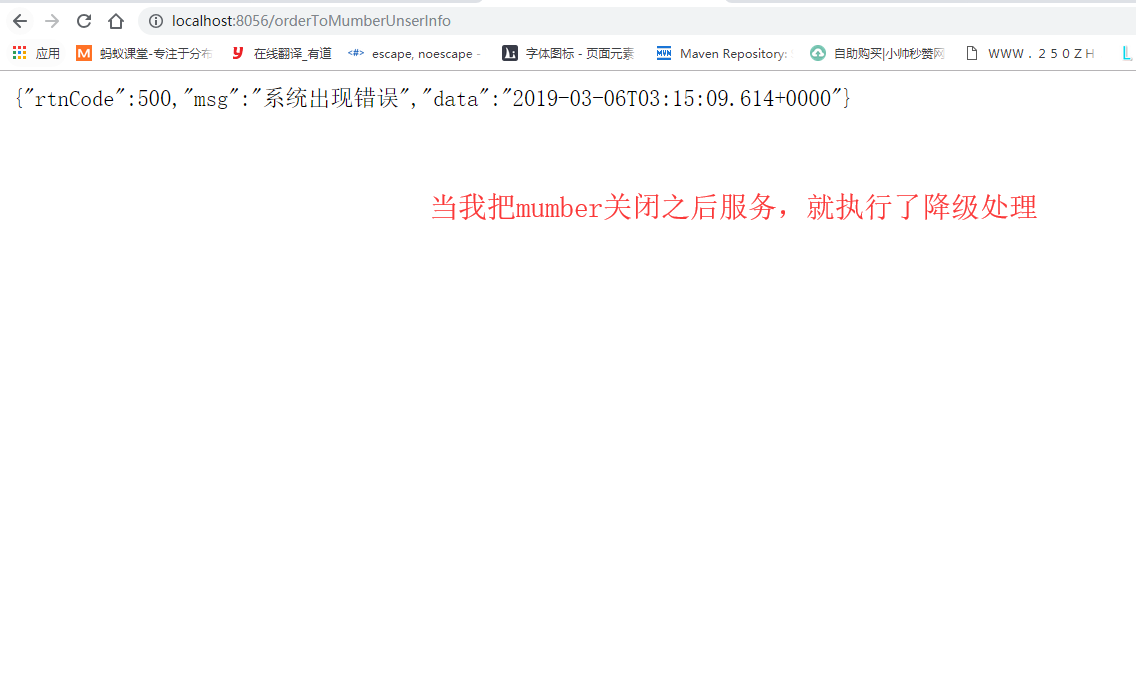 localhost:8056/orderToMumberUnserInfo
应用 蚂蚁课堂-专注于分布 在线翻译_有道 escape, noescape - 字体图标 - 页面元素 Maven Repository: 自助购买|小帅秒赞网 WWW．２５０ＺＨ
{"rtnCode":500,"msg":"系统出现错误","data":"2019-03-06T03:15:09.614+0000"}
当我把mumber关闭之后服务，就执行了降级处理